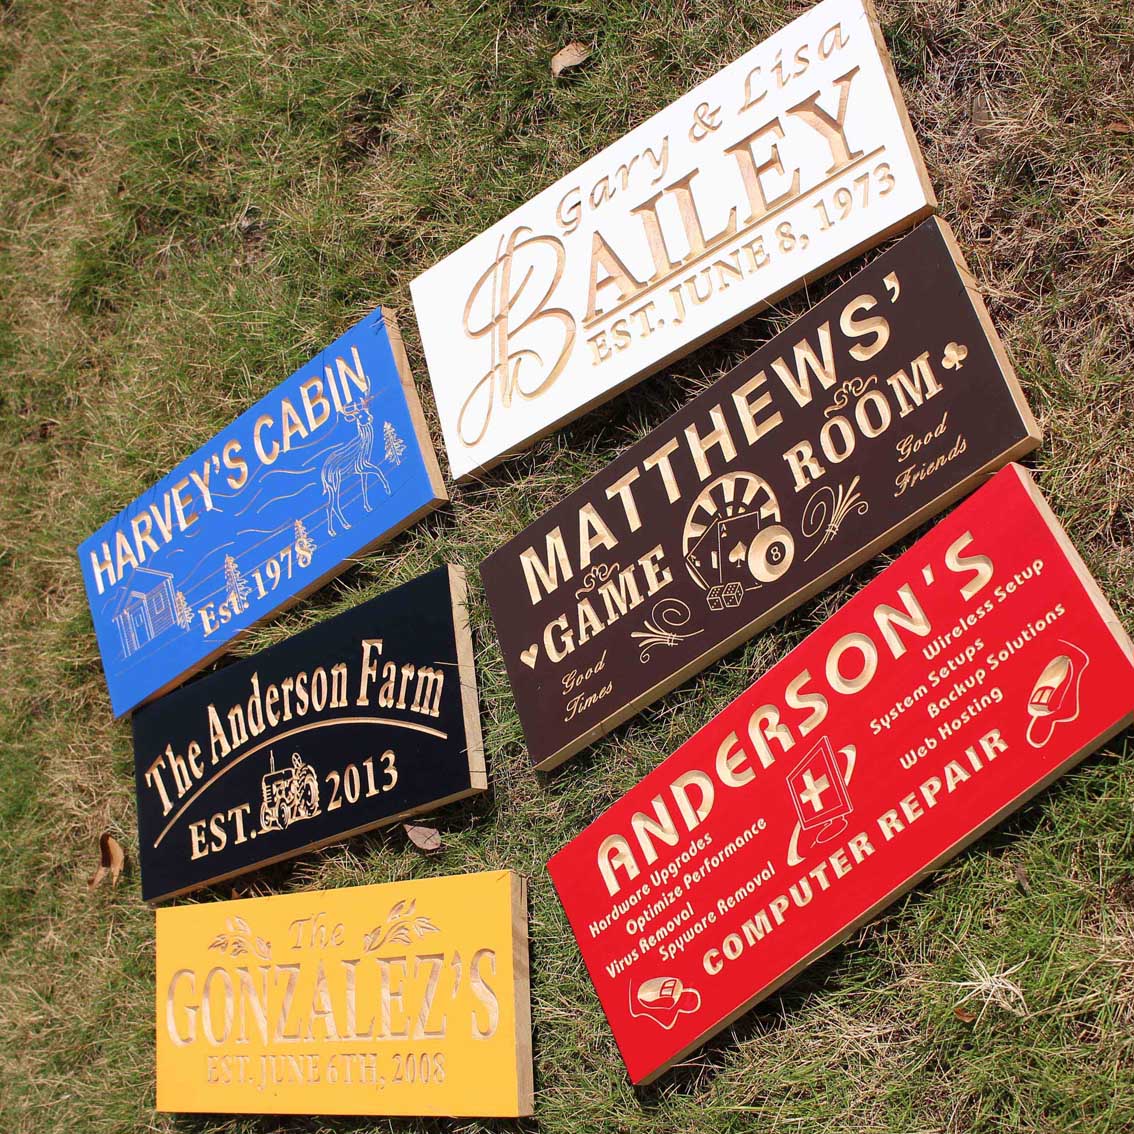 Gary & Lisa
BAILEY
EST. JUNE 8, 1973
HARVEY'S CABIN
Est. 1978
MATTHEWS'
GAME ROOM
Good Times
Good Friends
A
8
The Anderson Farm
EST. 2013
ANDERSON'S
Hardware Upgrades
Optimize Performance
Virus Removal
Spyware Removal
Wireless Setup
System Setups
Backup Solutions
Web Hosting
COMPUTER REPAIR
The
GONZALEZ'S
EST. JUNE 6TH, 2008